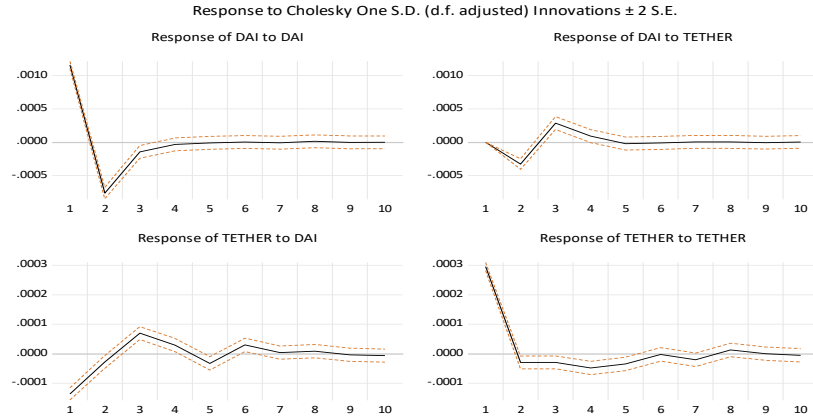 Response to Cholesky One S.D. (d.f. adjusted) Innovations ± 2 S.E.
Response of DAI to DAI
.0010
.0005
.0000
-.0005
1 2 3 4 5 6 7 8 9 10
Response of DAI to TETHER
.0010
.0005
.0000
-.0005
1 2 3 4 5 6 7 8 9 10
Response of TETHER to DAI
.0003
.0002
.0001
.0000
-.0001
1 2 3 4 5 6 7 8 9 10
Response of TETHER to TETHER
.0003
.0002
.0001
.0000
-.0001
1 2 3 4 5 6 7 8 9 10